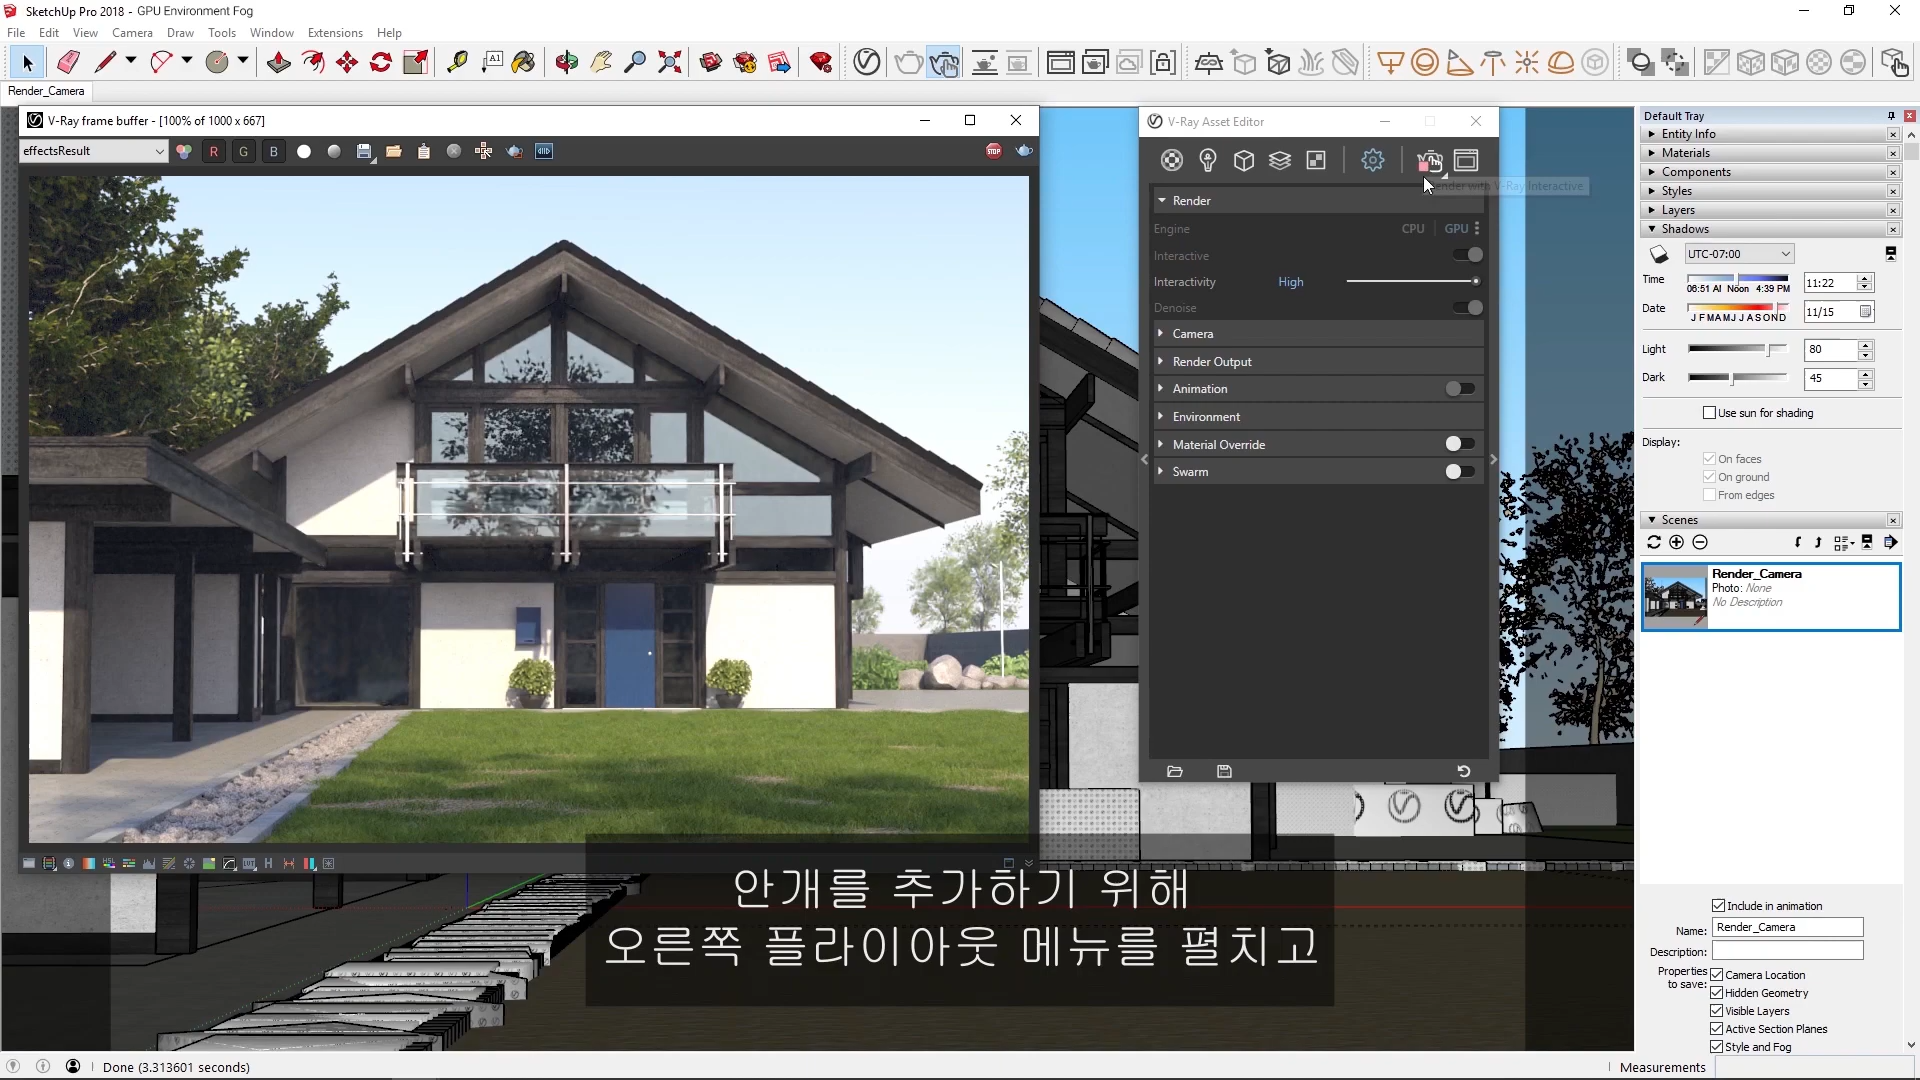 SketchUp Pro 2018 - GPU Environment Fog
File Edit View Camera Draw Tools Window Extensions Help
A1
Render_Camera
V-Ray frame buffer - [100% of 1000 x 667]
effectsResult
R G B
STOP
V-Ray Asset Editor
Render with V-Ray Interactive
Render
Engine CPU GPU
Interactive
Interactivity High
Denoise
Camera
Render Output
Animation
Environment
Material Override
Swarm
Default Tray
Entity Info
Materials
Components
Styles
Layers
Shadows
UTC-07:00
Time 06:51 AI Noon 4:39 PM 11:22
Date J F M A M J J A S O N D 11/15
Light 80
Dark 45
Use sun for shading
Display:
On faces
On ground
From edges
Scenes
Render_Camera
Photo: None
No Description
Include in animation
Name: Render_Camera
Description:
Properties to save:
Camera Location
Hidden Geometry
Visible Layers
Active Section Planes
Style and Fog
안개를 추가하기 위해
오른쪽 플라이아웃 메뉴를 펼치고
Done (3.313601 seconds)
Measurements